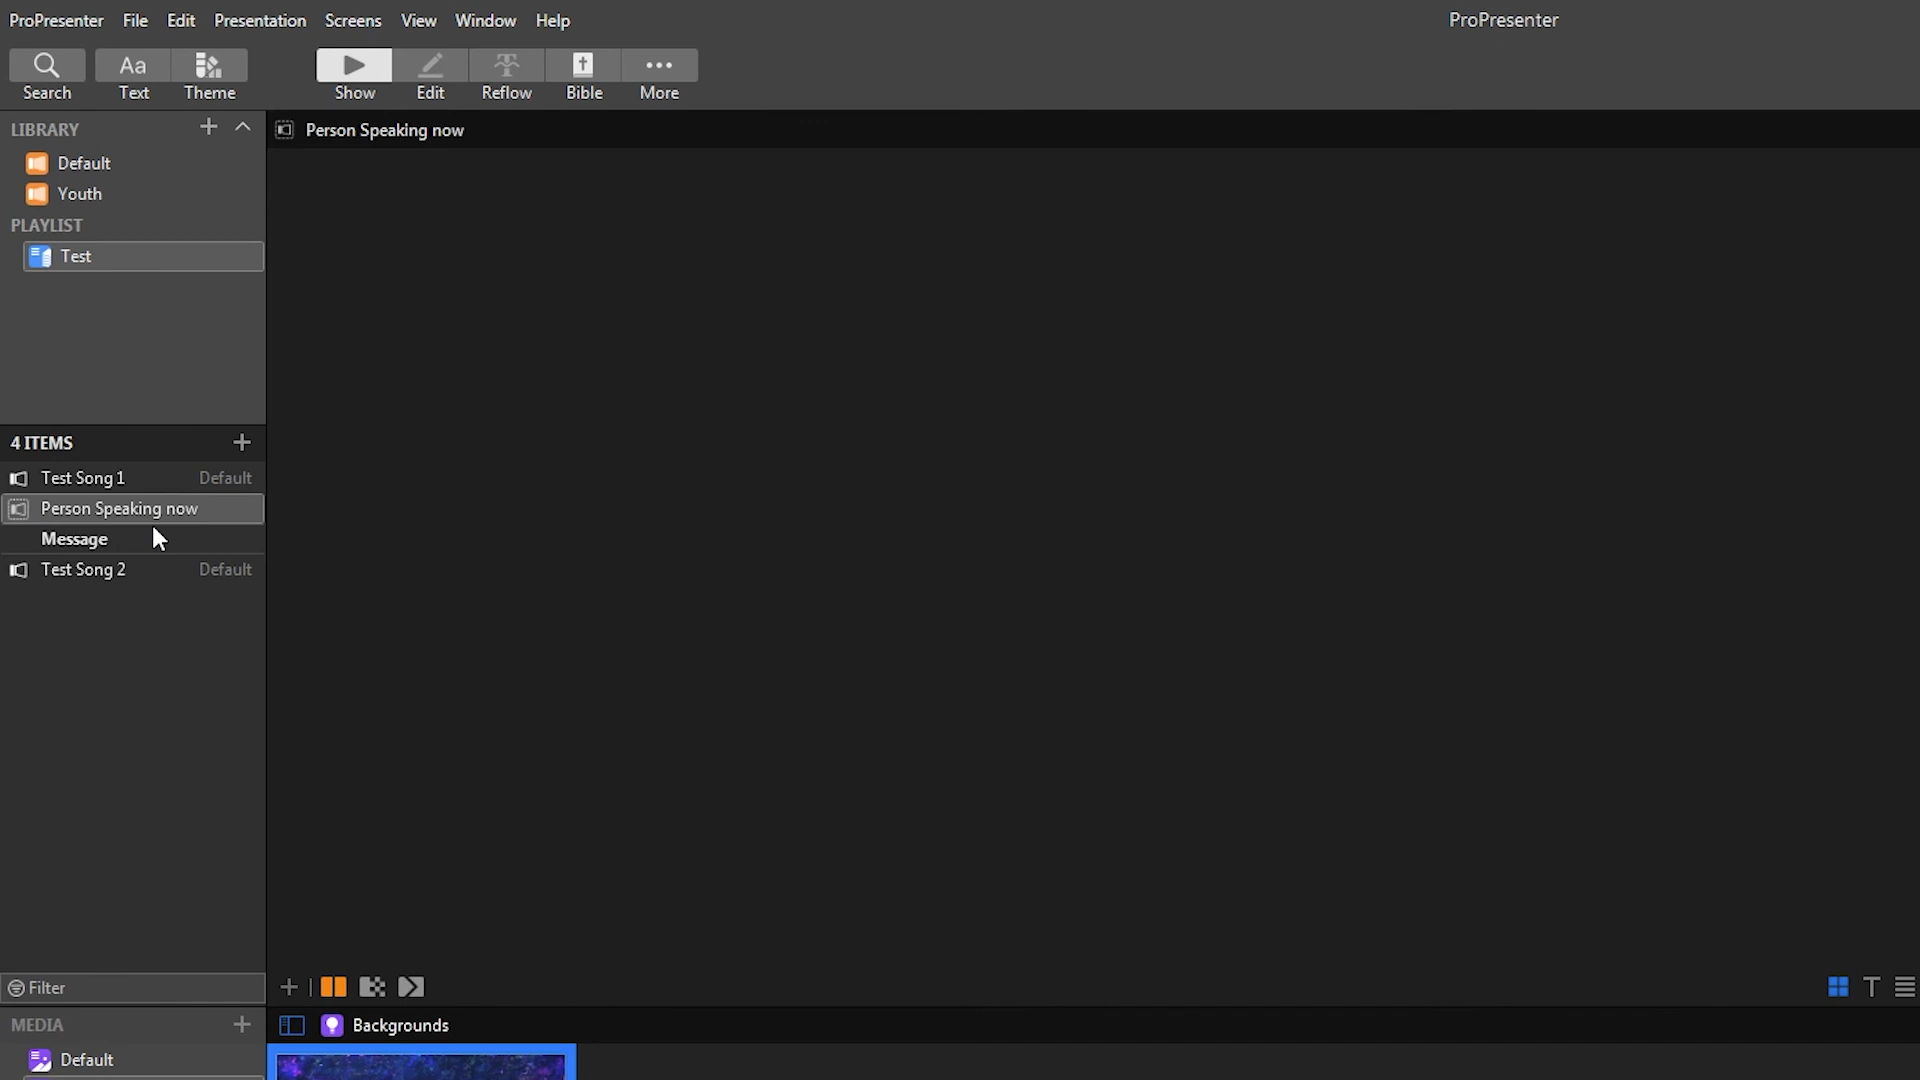 ProPresenter File Edit Presentation Screens View Window Help
ProPresenter
Aa
Search Text Theme Show Edit Reflow Bible More
LIBRARY
Default
Youth
PLAYLIST
Test
Person Speaking now
4 ITEMS
Test Song 1 Default
Person Speaking now
Message
Test Song 2 Default
Filter
T
MEDIA
Default
Backgrounds